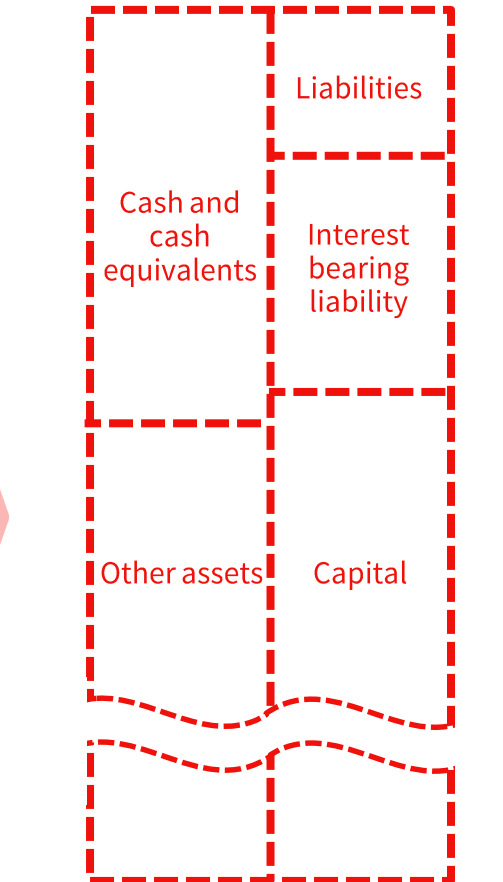 Liabilities
Cash and
cash
equivalents
Interest
bearing
liability
Other assets
Capital